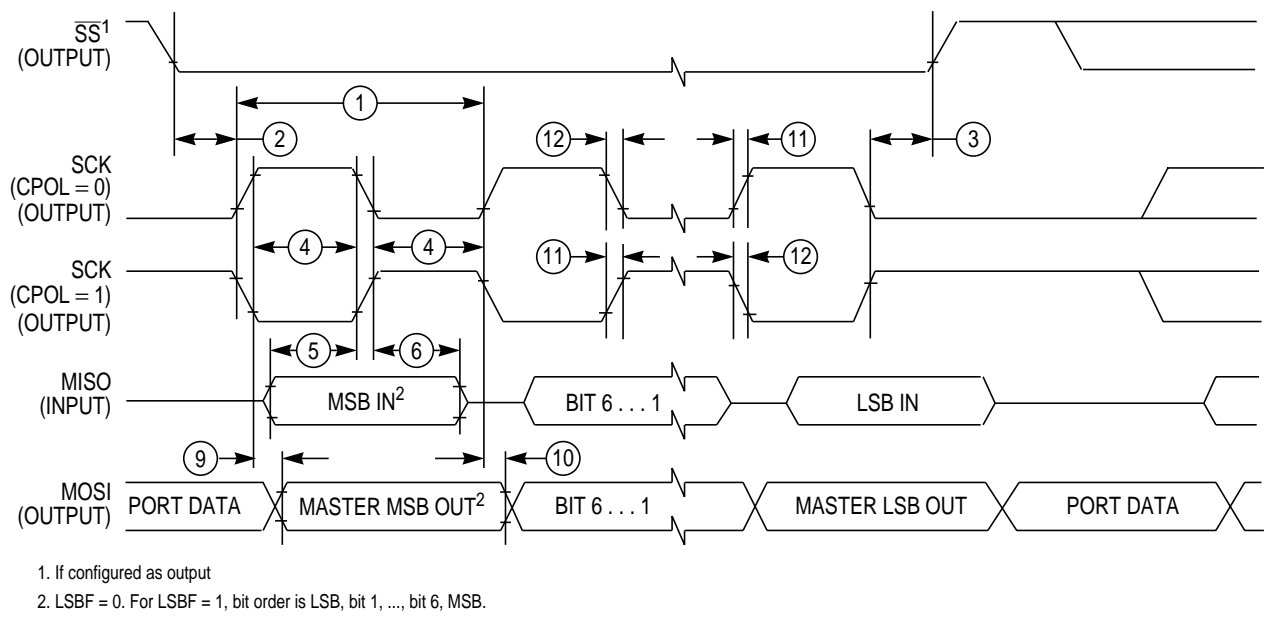 SS1
(OUTPUT)
1
2
12
11
3
SCK
(CPOL = 0)
(OUTPUT)
4
4
11
12
SCK
(CPOL = 1)
(OUTPUT)
5
6
MISO
(INPUT)
MSB IN2
BIT 6 . . . 1
LSB IN
9
10
MOSI
(OUTPUT)
PORT DATA
MASTER MSB OUT2
BIT 6 . . . 1
MASTER LSB OUT
PORT DATA
1. If configured as output
2. LSBF = 0. For LSBF = 1, bit order is LSB, bit 1, ..., bit 6, MSB.